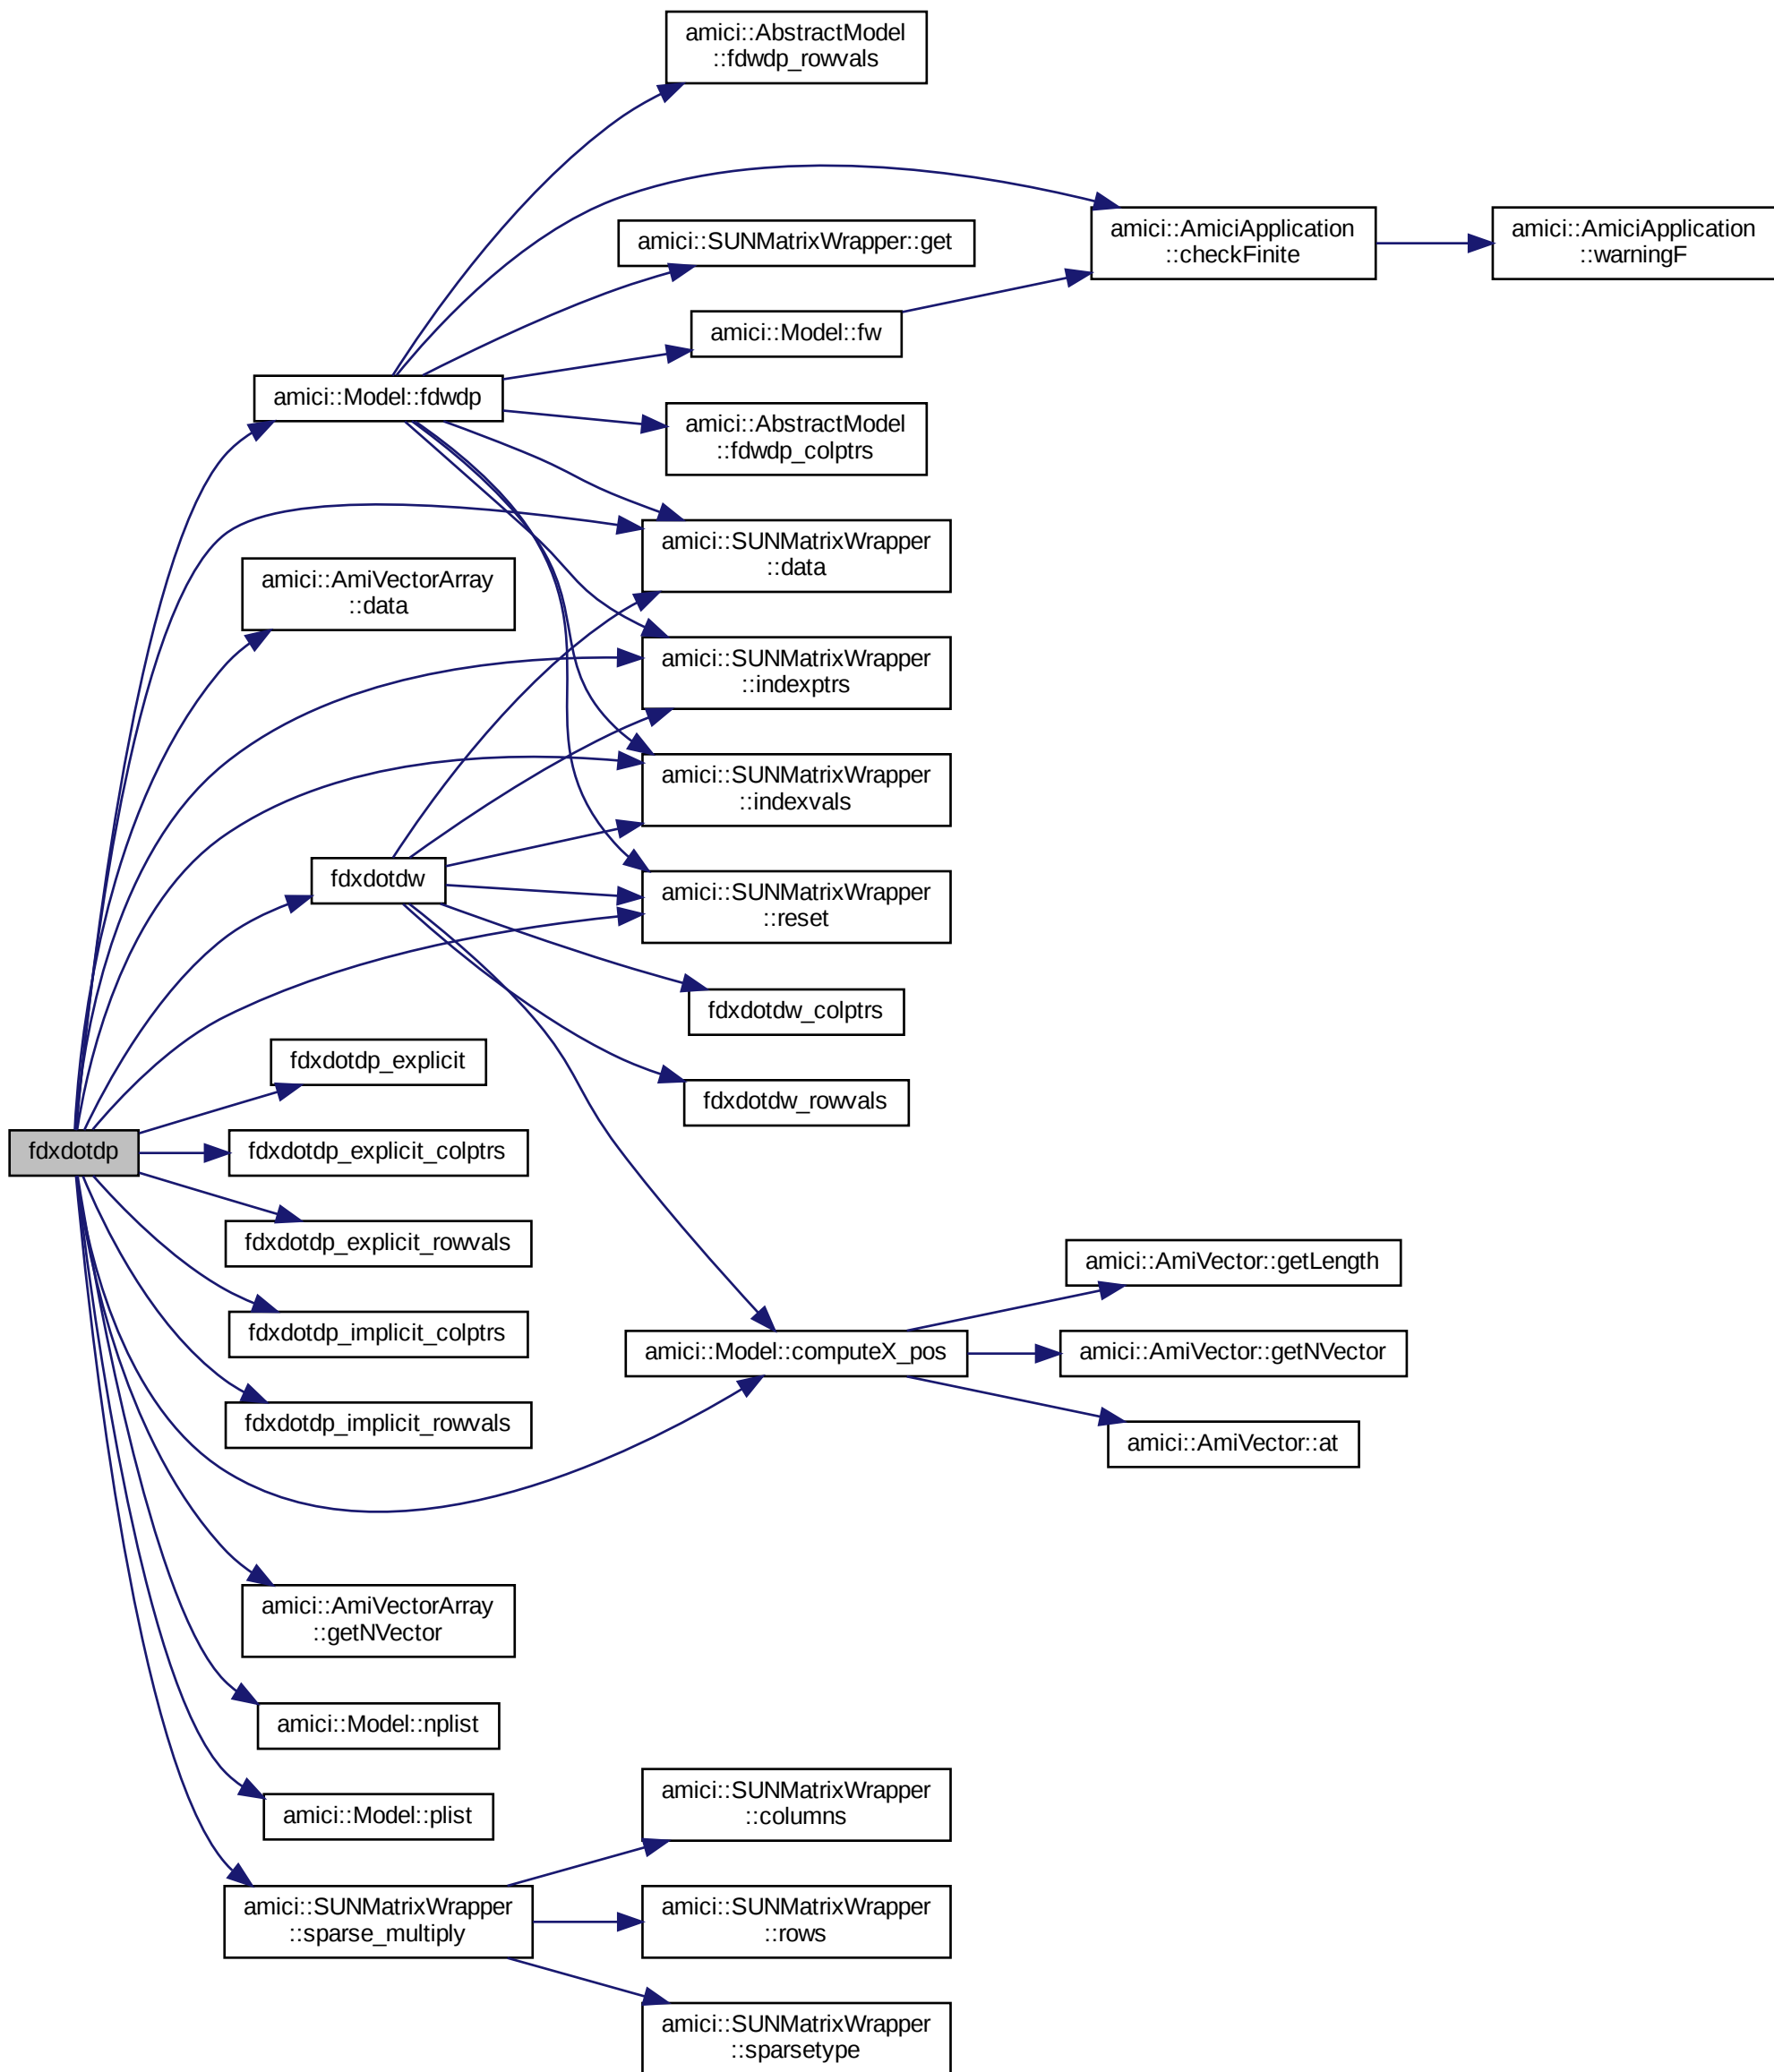 amici::AbstractModel
::fdwdp_rowvals
amici::AmiciApplication
::checkFinite
amici::AmiciApplication
::warningF
amici::SUNMatrixWrapper::get
amici::Model::fw
amici::Model::fdwdp
amici::AbstractModel
::fdwdp_colptrs
amici::SUNMatrixWrapper
::data
amici::AmiVectorArray
::data
amici::SUNMatrixWrapper
::indexptrs
amici::SUNMatrixWrapper
::indexvals
fdxdotdw
amici::SUNMatrixWrapper
::reset
fdxdotdw_colptrs
fdxdotdp_explicit
fdxdotdw_rowvals
fdxdotdp
fdxdotdp_explicit_colptrs
fdxdotdp_explicit_rowvals
amici::AmiVector::getLength
fdxdotdp_implicit_colptrs
amici::Model::computeX_pos
amici::AmiVector::getNVector
fdxdotdp_implicit_rowvals
amici::AmiVector::at
amici::AmiVectorArray
::getNVector
amici::Model::nplist
amici::Model::plist
amici::SUNMatrixWrapper
::columns
amici::SUNMatrixWrapper
::sparse_multiply
amici::SUNMatrixWrapper
::rows
amici::SUNMatrixWrapper
::sparsetype